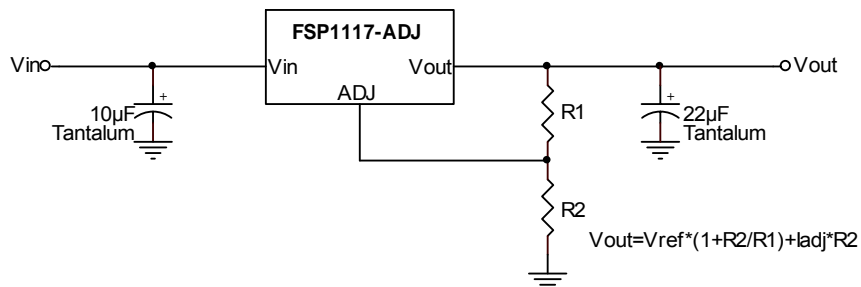 FSP1117-ADJ
Vin
Vin
Vout
Vout
ADJ
+
10µF
Tantalum
R1
+
22µF
Tantalum
R2
Vout=Vref*(1+R2/R1)+Iadj*R2